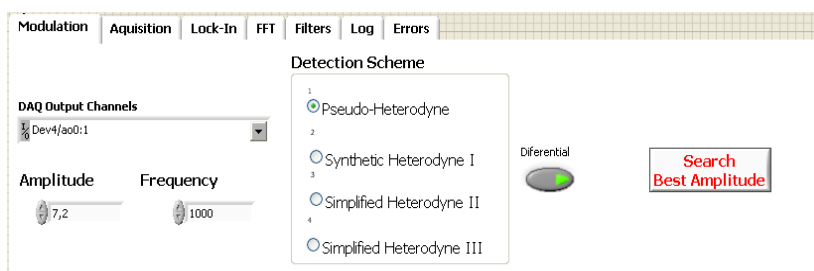 Modulation Aquisition Lock-In FFT Filters Log Errors
Detection Scheme
DAQ Output Channels
I/0 Dev4/ao0:1
Amplitude Frequency
7,2 1000
1
Pseudo-Heterodyne
2
Synthetic Heterodyne I
3
Simplified Heterodyne II
4
Simplified Heterodyne III
Diferential
Search
Best Amplitude